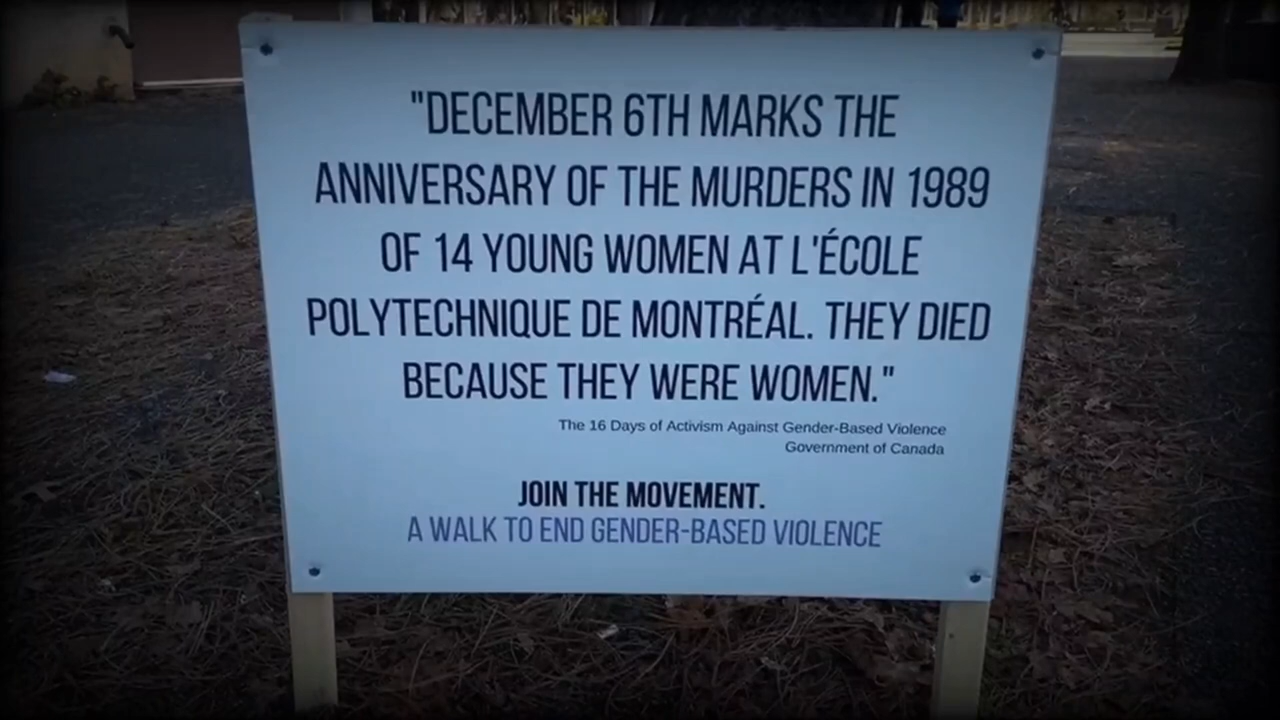 "DECEMBER 6TH MARKS THE
ANNIVERSARY OF THE MURDERS IN 1989
OF 14 YOUNG WOMEN AT L'ÉCOLE
POLYTECHNIQUE DE MONTRÉAL. THEY DIED
BECAUSE THEY WERE WOMEN."
The 16 Days of Activism Against Gender-Based Violence
Government of Canada
JOIN THE MOVEMENT.
A WALK TO END GENDER-BASED VIOLENCE